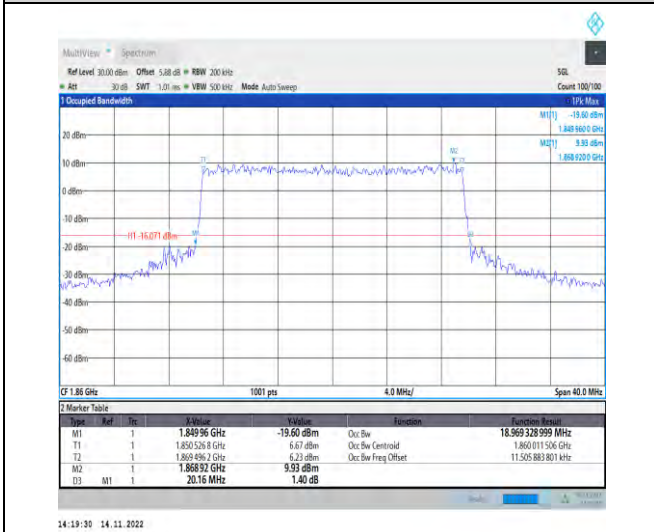 MultiView Spectrum
Ref Level 30.00 dBm Offset 5.88 dB RBW 200 kHz SGL
Att 30 dB SWT 1.01 ms VBW 500 kHz Mode Auto Sweep Count 100/100
1 Occupied Bandwidth 1Pk Max
M1[1] -19.60 dBm
1.849 960 0 GHz
M2[1] 9.93 dBm
1.868 920 0 GHz
20 dBm
10 dBm
0 dBm
-10 dBm
H1 -16.071 dBm
-20 dBm
-30 dBm
-40 dBm
-50 dBm
-60 dBm
T1
M2
T2
M1
D3
CF 1.86 GHz 1001 pts 4.0 MHz/ Span 40.0 MHz
2 Marker Table
Type Ref Trc X-Value Y-Value Function Function Result
M1 1 1.849 96 GHz -19.60 dBm Occ Bw 18.969 328 999 MHz
T1 1 1.850 526 8 GHz 6.67 dBm Occ Bw Centroid 1.860 011 506 GHz
T2 1 1.869 496 2 GHz 6.23 dBm Occ Bw Freq Offset 11.505 883 801 kHz
M2 1 1.868 92 GHz 9.93 dBm
D3 M1 1 20.16 MHz 1.40 dB
14:19:30 14.11.2022